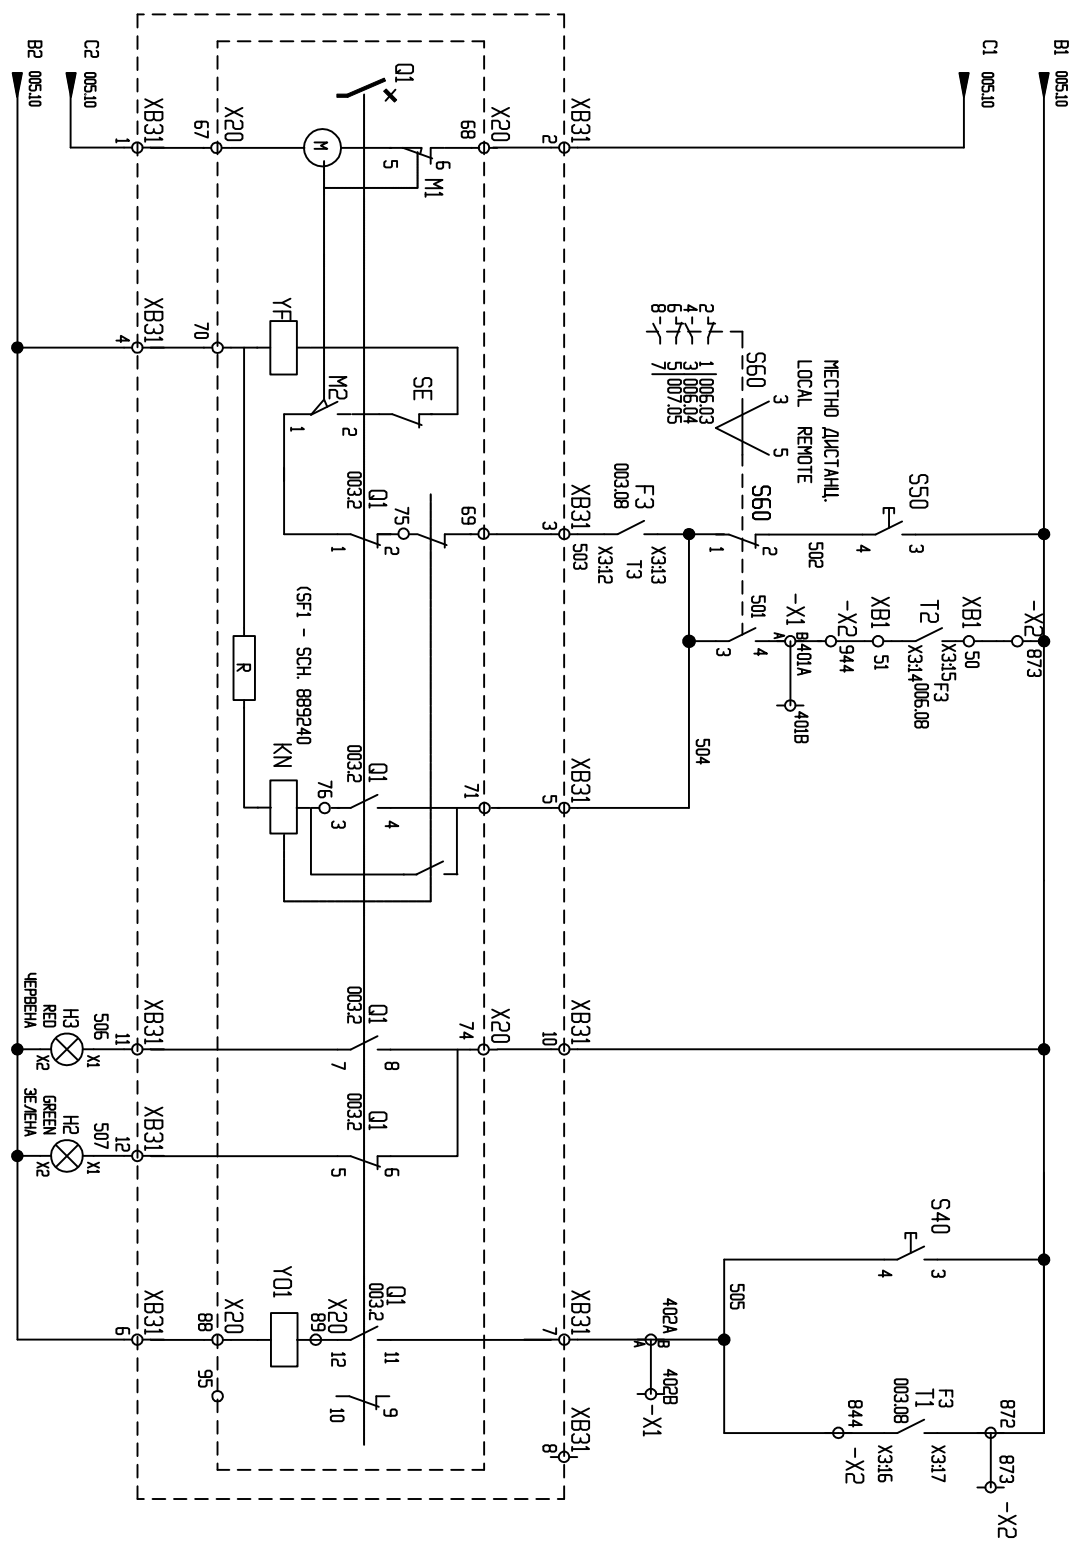 B1 005.10
C1 005.10
C2 005.10
B2 005.10
XB31
2
X20
68
6
5
M1
Q1
M
X20
67
XB31
1
S50
3
4
502
МЕСТНО ДИСТАНЦ.
LOCAL REMOTE
S60
3
5
2
4
6
8
1 006.03
3 006.04
5 007.05
7
S60
2
1
F3
003.08
X3:13
T3
X3:12
XB31
3
503
69
75
Q1
003.2
2
1
SE
M2
2
1
YF
70
XB31
4
-X2
873
XB1
50
T2
X3:15
F3
006.08
X3:14
XB1
51
-X2
944
-X1
B
A
401A
401B
501
4
3
504
XB31
5
71
Q1
003.2
4
3
76
KN
(SF1 - SCH. 889240
R
XB31
10
X20
74
Q1
003.2
8
7
XB31
11
506
H3
RED
ЧЕРВЕНА
X1
X2
Q1
003.2
6
5
XB31
12
507
H2
GREEN
ЗЕЛЕНА
X1
X2
S40
3
4
505
872
873
-X2
F3
T1
003.08
X3:17
X3:16
844
-X2
402A
B
A
402B
-X1
XB31
7
XB31
8
Q1
003.2
11
12
X20
89
Y01
X20
88
95
9
10
XB31
6